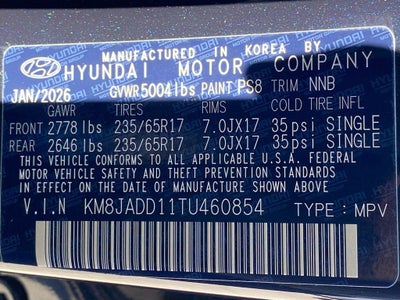 MANUFACTURED IN KOREA BY
HYUNDAI MOTOR COMPANY
JAN/2026 GVWR 5004 lbs PAINT PS8 TRIM NNB
GAWR TIRES RIMS COLD TIRE INFL
FRONT 2778 lbs 235/65R17 7.0JX17 35psi SINGLE
REAR 2646 lbs 235/65R17 7.0JX17 35psi SINGLE
THIS VEHICLE CONFORMS TO ALL APPLICABLE U.S.A. FEDERAL
MOTOR VEHICLE SAFETY AND THEFT PREVENTION STANDARDS
IN EFFECT ON THE DATE OF MANUFACTURE SHOWN ABOVE
V.I.N KM8JADD11TU460854 TYPE : MPV